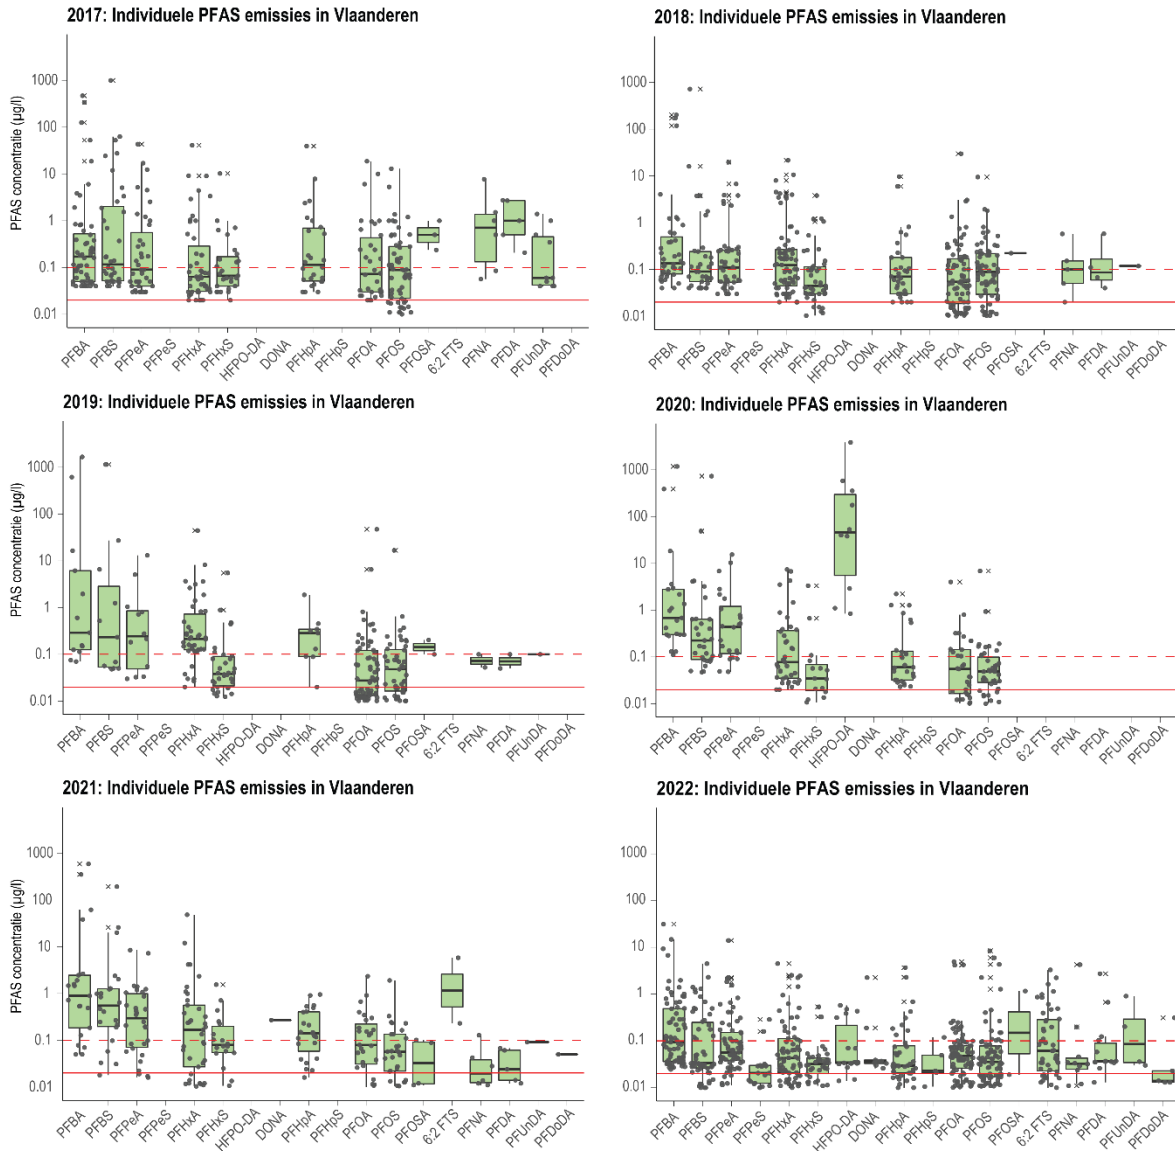 2017: Individuele PFAS emissies in Vlaanderen
PFAS concentratie (µg/l)
1000
100
10
1
0.1
0.01
PFBA PFBS PFPeA PFPeS PFHxA PFHxS HFPO-DA DONA PFHpA PFHpS PFOA PFOS PFOSA 6:2 FTS PFNA PFDA PFUnDA PFDoDA
2018: Individuele PFAS emissies in Vlaanderen
1000
100
10
1
0.1
0.01
PFBA PFBS PFPeA PFPeS PFHxA PFHxS HFPO-DA DONA PFHpA PFHpS PFOA PFOS PFOSA 6:2 FTS PFNA PFDA PFUnDA PFDoDA
2019: Individuele PFAS emissies in Vlaanderen
PFAS concentratie (µg/l)
1000
100
10
1
0.1
0.01
PFBA PFBS PFPeA PFPeS PFHxA PFHxS HFPO-DA DONA PFHpA PFHpS PFOA PFOS PFOSA 6:2 FTS PFNA PFDA PFUnDA PFDoDA
2020: Individuele PFAS emissies in Vlaanderen
1000
100
10
1
0.1
0.01
PFBA PFBS PFPeA PFPeS PFHxA PFHxS HFPO-DA DONA PFHpA PFHpS PFOA PFOS PFOSA 6:2 FTS PFNA PFDA PFUnDA PFDoDA
2021: Individuele PFAS emissies in Vlaanderen
PFAS concentratie (µg/l)
1000
100
10
1
0.1
0.01
PFBA PFBS PFPeA PFPeS PFHxA PFHxS HFPO-DA DONA PFHpA PFHpS PFOA PFOS PFOSA 6:2 FTS PFNA PFDA PFUnDA PFDoDA
2022: Individuele PFAS emissies in Vlaanderen
1000
100
10
1
0.1
0.01
PFBA PFBS PFPeA PFPeS PFHxA PFHxS HFPO-DA DONA PFHpA PFHpS PFOA PFOS PFOSA 6:2 FTS PFNA PFDA PFUnDA PFDoDA